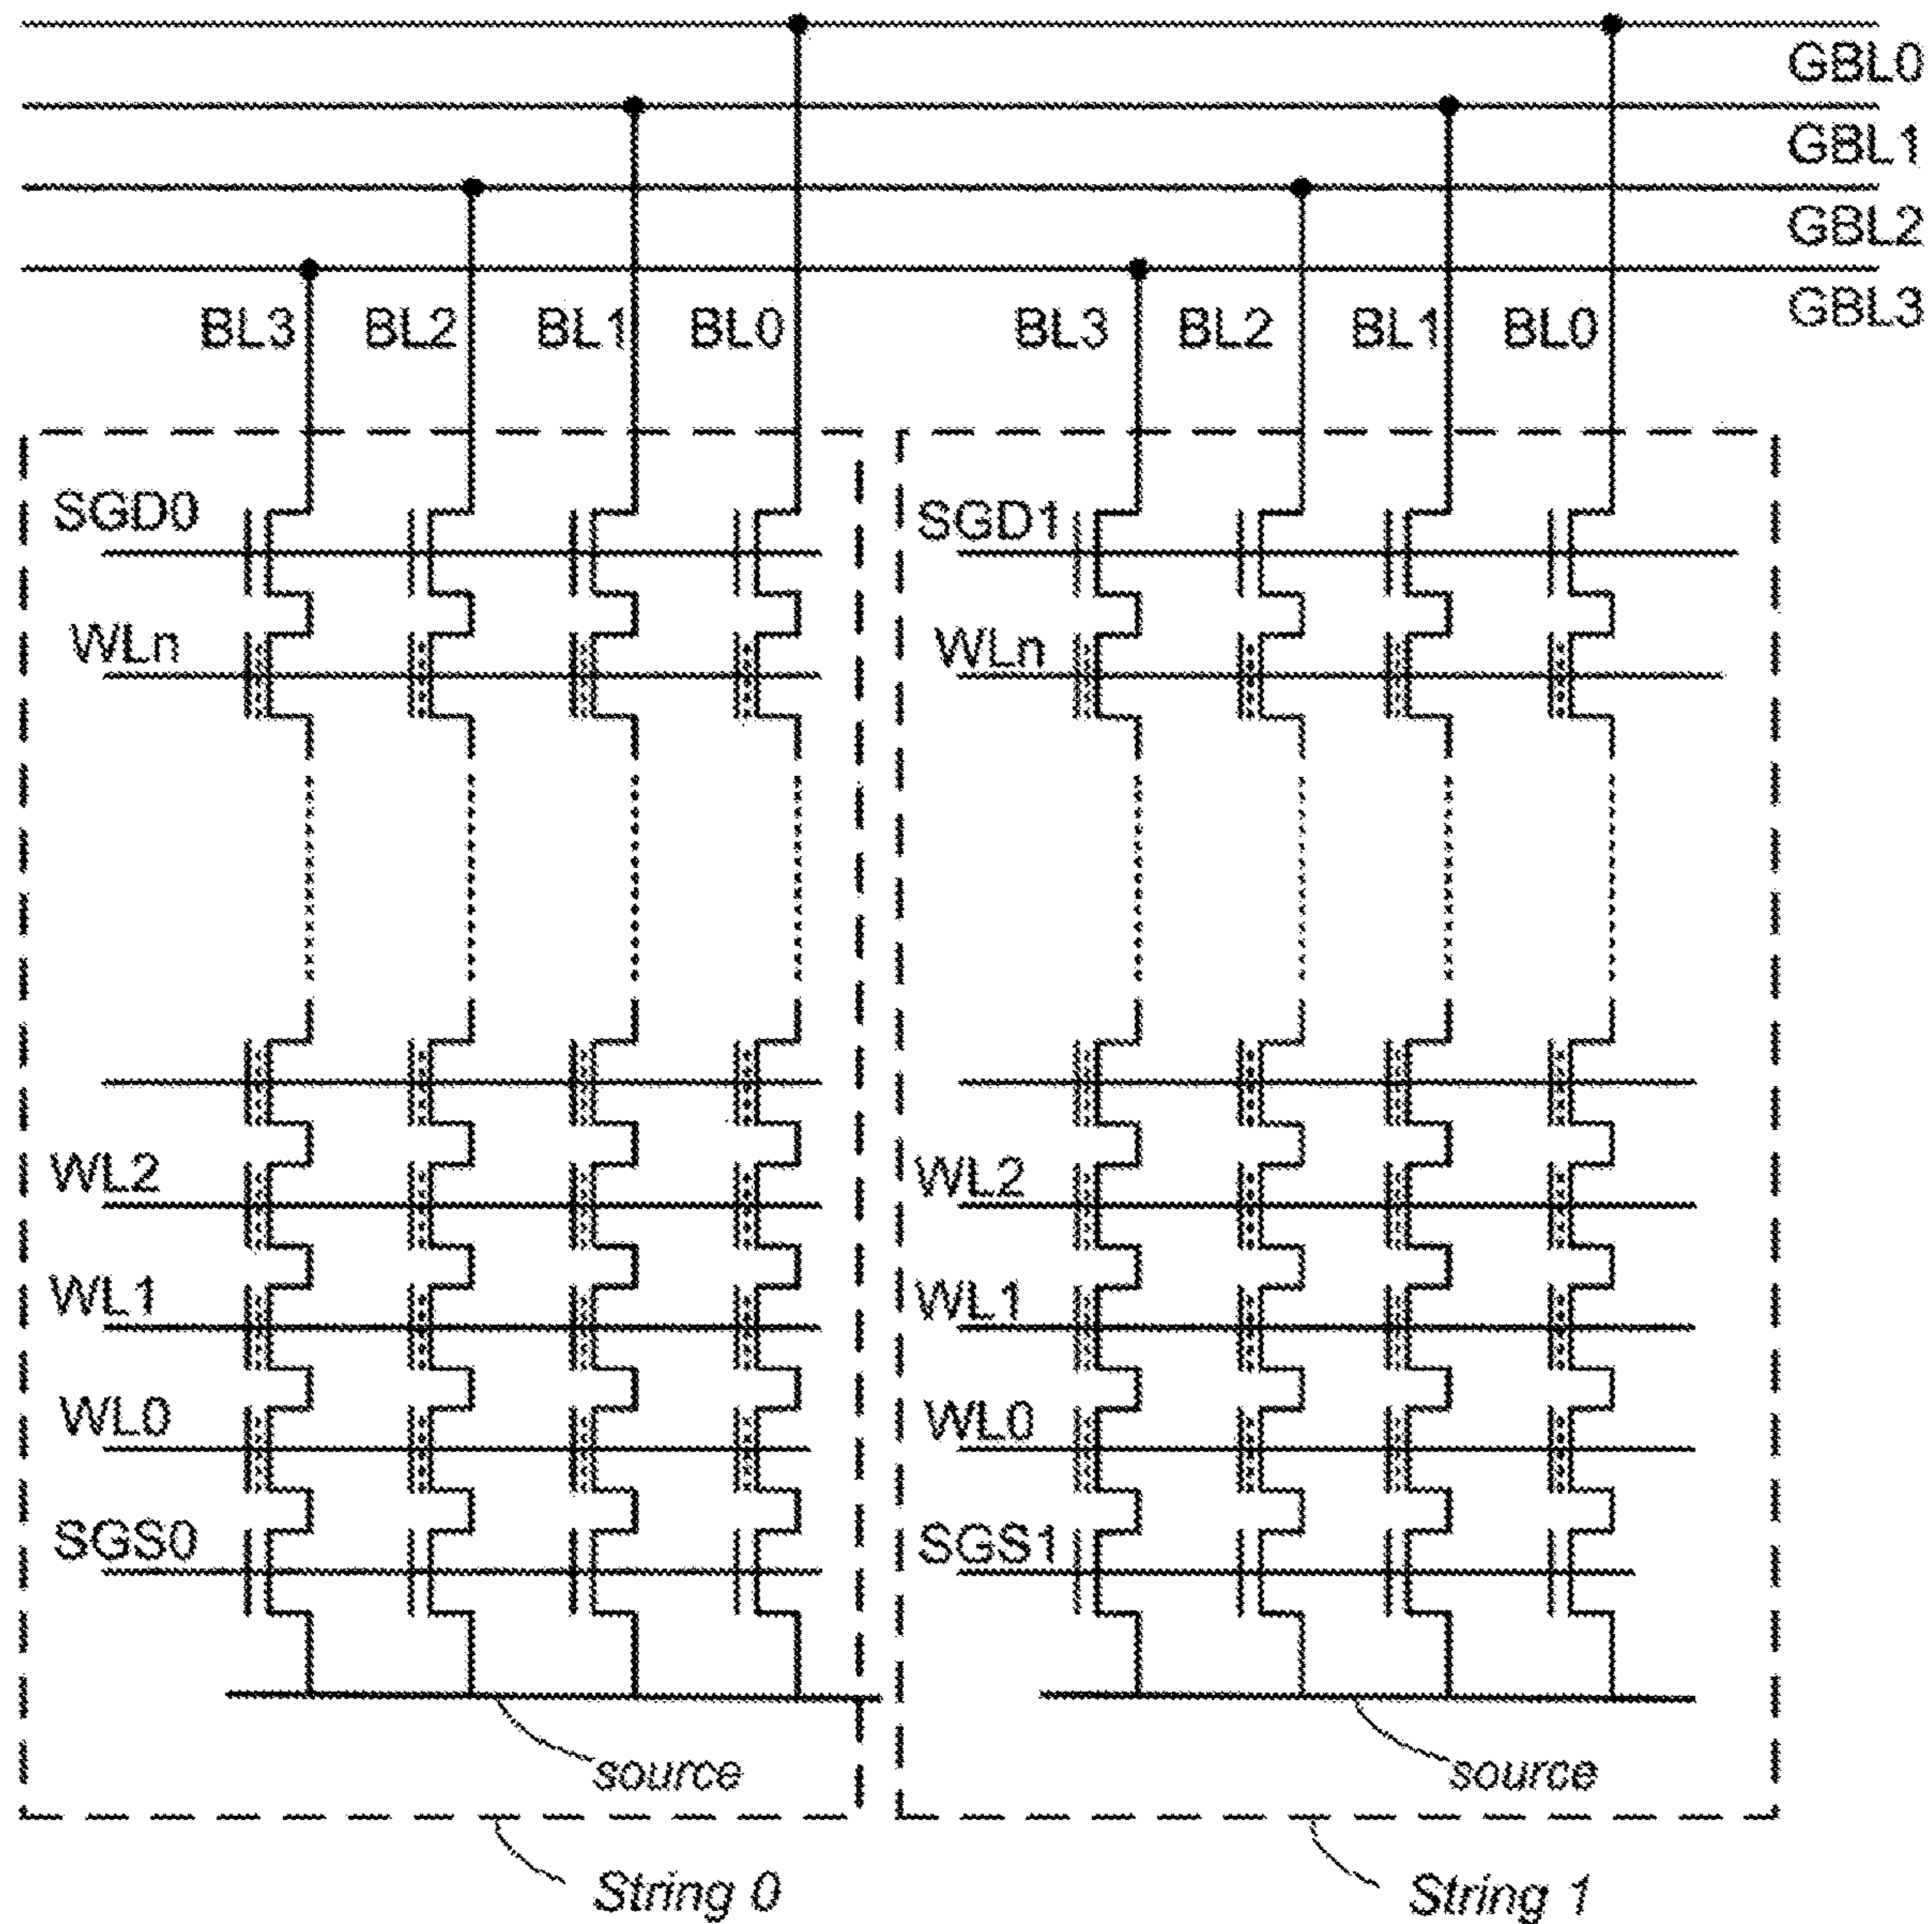 GBL0
GBL1
GBL2
GBL3
BL3 BL2 BL1 BL0 BL3 BL2 BL1 BL0
SGD0 SGD1
WLn WLn
WL2 WL2
WL1 WL1
WL0 WL0
SGS0 SGS1
source source
String 0 String 1